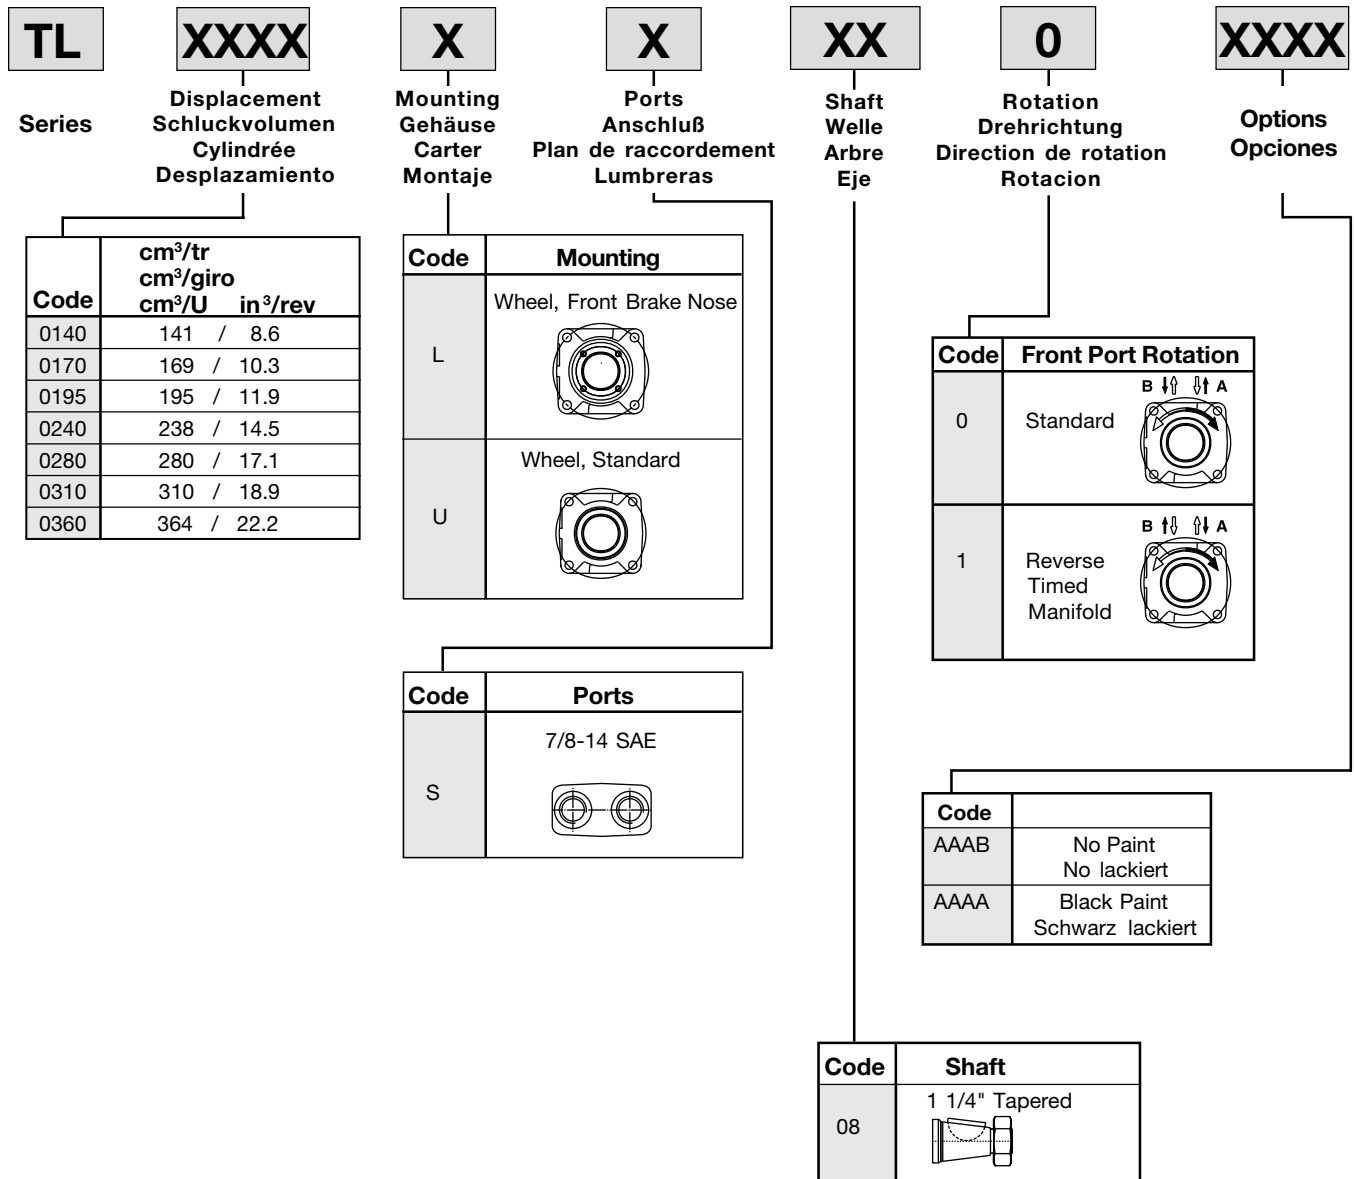 TL XXXX X X XX 0 XXXX
Series
Displacement
Schluckvolumen
Cylindrée
Desplazamiento
Mounting
Gehäuse
Carter
Montaje
Ports
Anschluß
Plan de raccordement
Lumbreras
Shaft
Welle
Arbre
Eje
Rotation
Drehrichtung
Direction de rotation
Rotacion
Options
Opciones
Code
cm³/tr
cm³/giro
cm³/U in³/rev
0140 141 / 8.6
0170 169 / 10.3
0195 195 / 11.9
0240 238 / 14.5
0280 280 / 17.1
0310 310 / 18.9
0360 364 / 22.2
Code Mounting
Wheel, Front Brake Nose
L
Wheel, Standard
U
Code Ports
7/8-14 SAE
S
Code Front Port Rotation
B A
0 Standard
B A
1 Reverse
Timed
Manifold
Code
AAAB No Paint
No lackiert
AAAA Black Paint
Schwarz lackiert
Code Shaft
1 1/4" Tapered
08